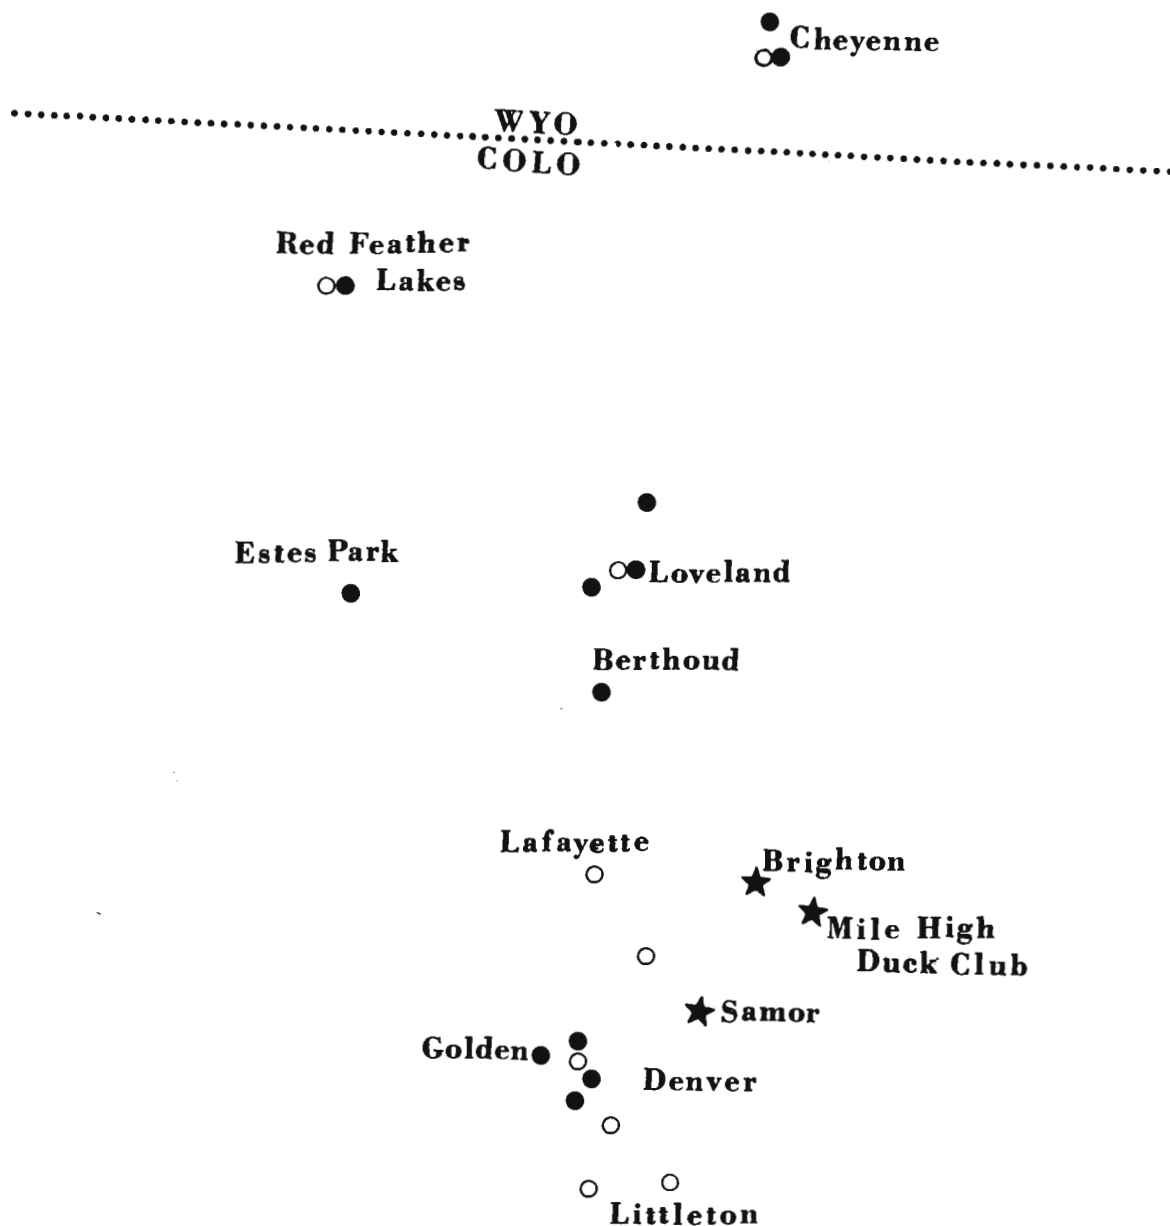 Cheyenne
WYO
COLO
Red Feather
Lakes
Estes Park
Loveland
Berthoud
Lafayette
Brighton
Mile High
Duck Club
Samor
Golden
Denver
Littleton